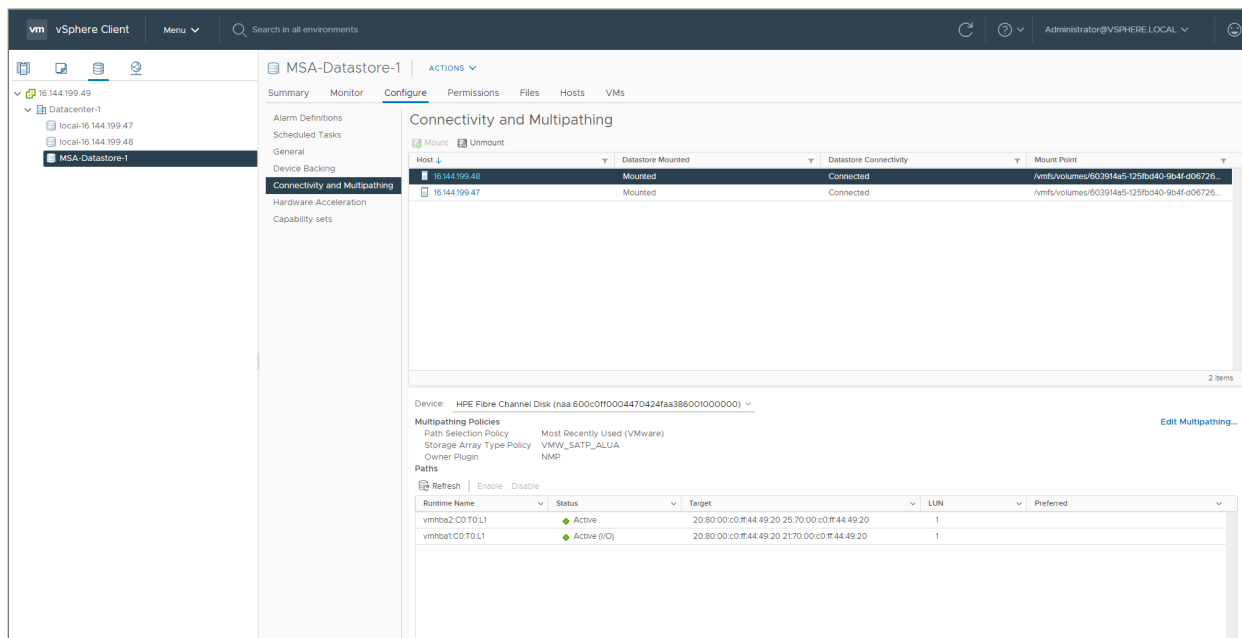 vm vSphere Client Menu Search in all environments Administrator@VSPHERE.LOCAL
16.144.199.49
Datacenter-1
local-16.144.199.47
local-16.144.199.48
MSA-Datastore-1
MSA-Datastore-1 ACTIONS
Summary Monitor Configure Permissions Files Hosts VMs
Alarm Definitions
Scheduled Tasks
General
Device Backing
Connectivity and Multipathing
Hardware Acceleration
Capability sets
Connectivity and Multipathing
Mount Unmount
Host Datastore Mounted Datastore Connectivity Mount Point
16.144.199.48 Mounted Connected /vmfs/volumes/603914a5-125fbd40-9b4f-d06726...
16.144.199.47 Mounted Connected /vmfs/volumes/603914a5-125fbd40-9b4f-d06726...
2 items
Device: HPE Fibre Channel Disk (naa.600c0ff0004470424faa386001000000)
Multipathing Policies Edit Multipathing...
Path Selection Policy Most Recently Used (VMware)
Storage Array Type Policy VMW_SATP_ALUA
Owner Plugin NMP
Paths
Refresh Enable Disable
Runtime Name Status Target LUN Preferred
vmhba2:C0:T0:L1 Active 20:80:00:c0:ff:44:49:20 25:70:00:c0:ff:44:49:20 1
vmhba1:C0:T0:L1 Active (I/O) 20:80:00:c0:ff:44:49:20 21:70:00:c0:ff:44:49:20 1